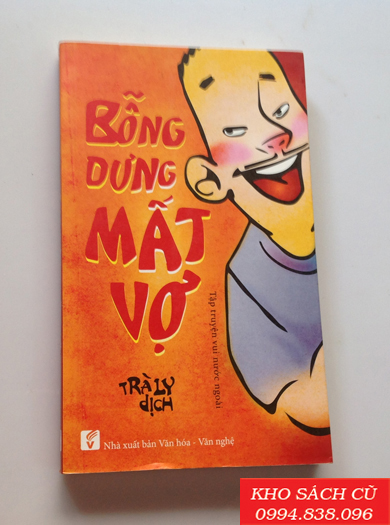 BỖNG
DƯNG
MẤT
VỢ
Tập truyện vui nước ngoài
TRÀ LY
DỊCH
V
Nhà xuất bản Văn hóa - Văn nghệ
KHO SÁCH CŨ
0994.838.096